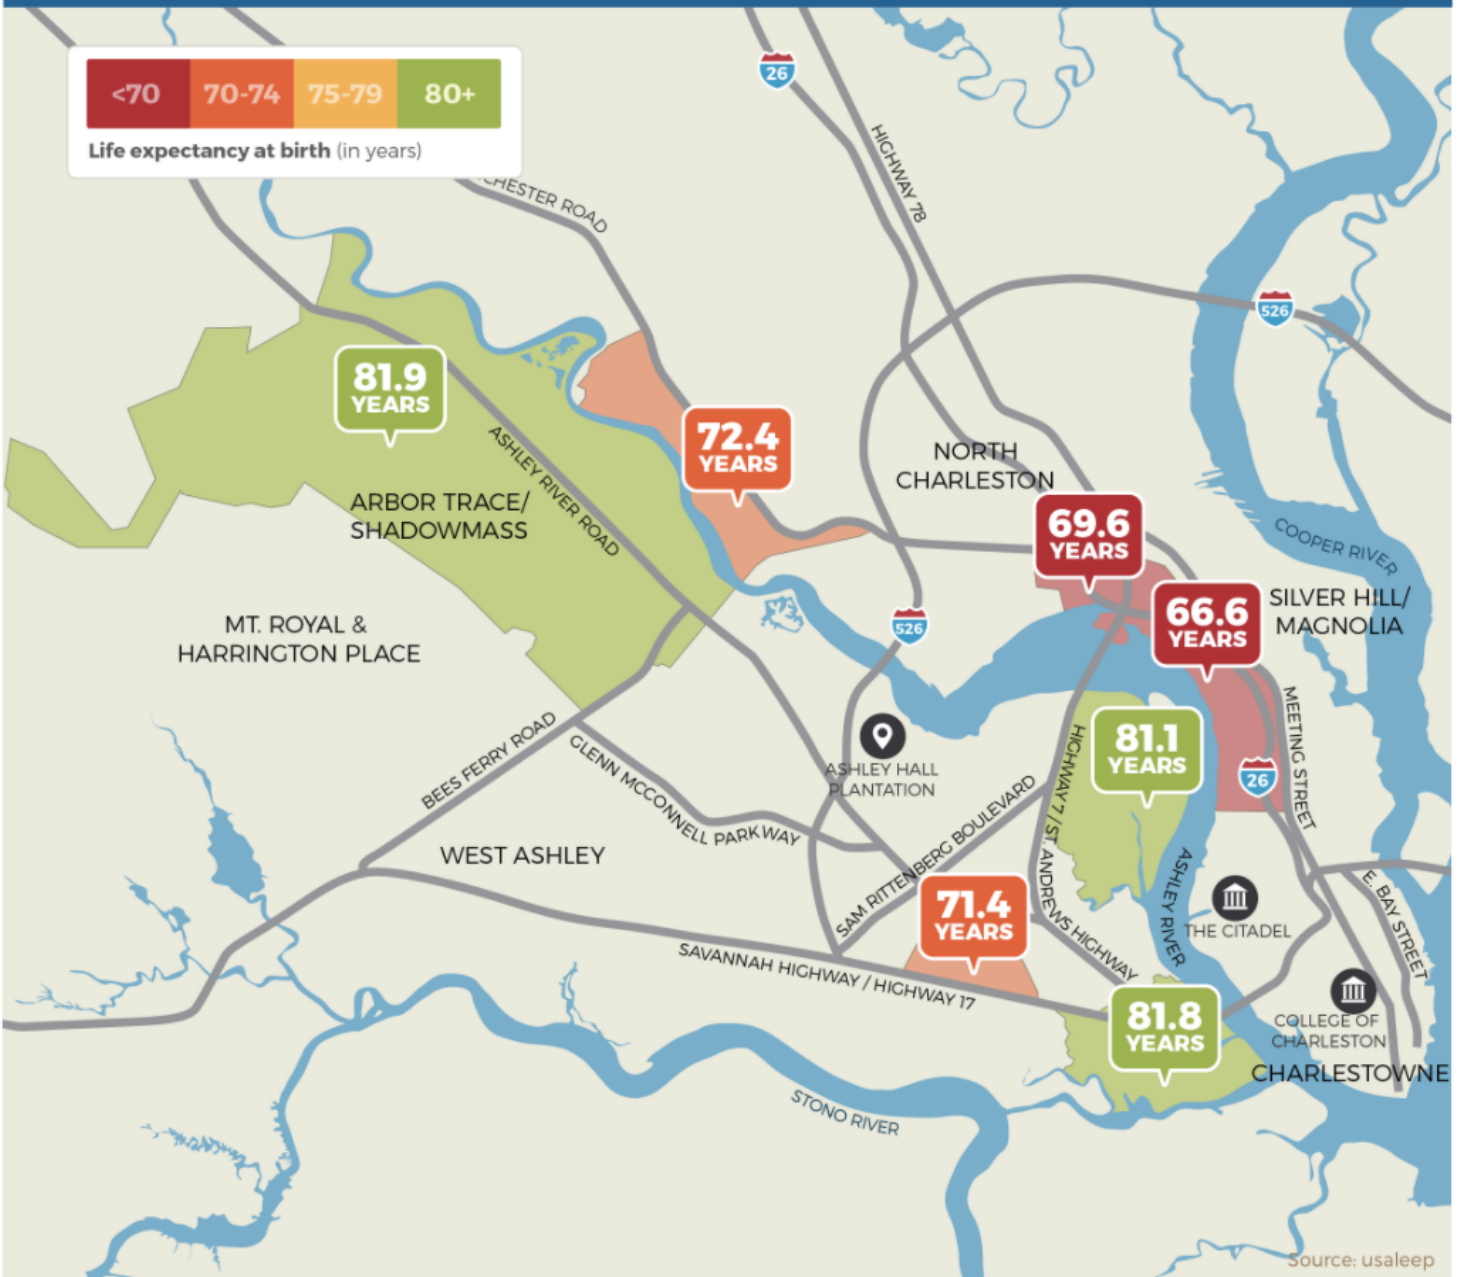 26
<70 70-74 75-79 80+
Life expectancy at birth (in years)
CHESTER ROAD
HIGHWAY 78
526
81.9
YEARS
ASHLEY RIVER ROAD
72.4
YEARS
NORTH
CHARLESTON
ARBOR TRACE/
SHADOWMASS
69.6
YEARS
COOPER RIVER
66.6
YEARS
SILVER HILL/
MAGNOLIA
526
MT. ROYAL &
HARRINGTON PLACE
MEETING STREET
BEES FERRY ROAD
GLENN MCCONNELL PARKWAY
ASHLEY HALL
PLANTATION
HIGHWAY 7 / ST. ANDREWS HIGHWAY
81.1
YEARS
26
SAM RITTENBERG BOULEVARD
WEST ASHLEY
71.4
YEARS
ASHLEY RIVER
THE CITADEL
E. BAY STREET
SAVANNAH HIGHWAY / HIGHWAY 17
81.8
YEARS
COLLEGE OF
CHARLESTON
CHARLESTOWNE
STONO RIVER
Source: usaleep